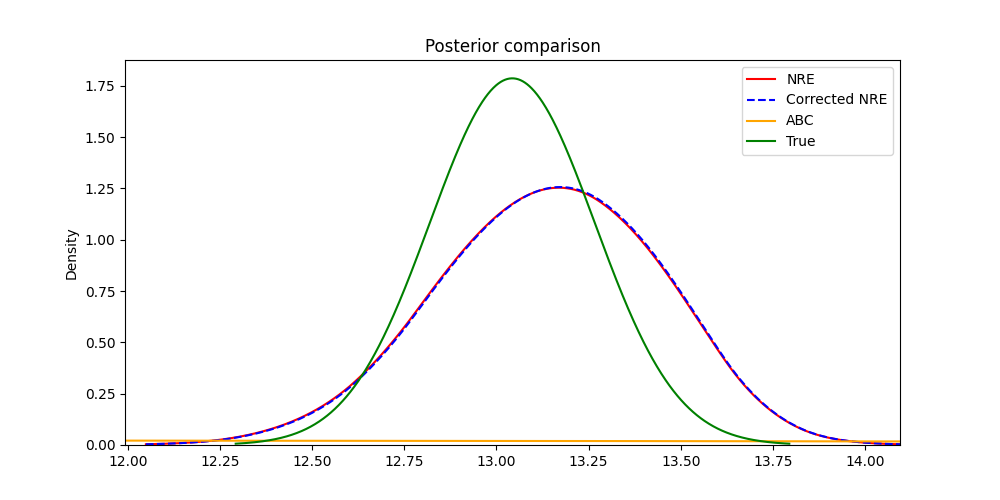 Posterior comparison
NRE
Corrected NRE
ABC
True
Density
1.75
1.50
1.25
1.00
0.75
0.50
0.25
0.00
12.00 12.25 12.50 12.75 13.00 13.25 13.50 13.75 14.00